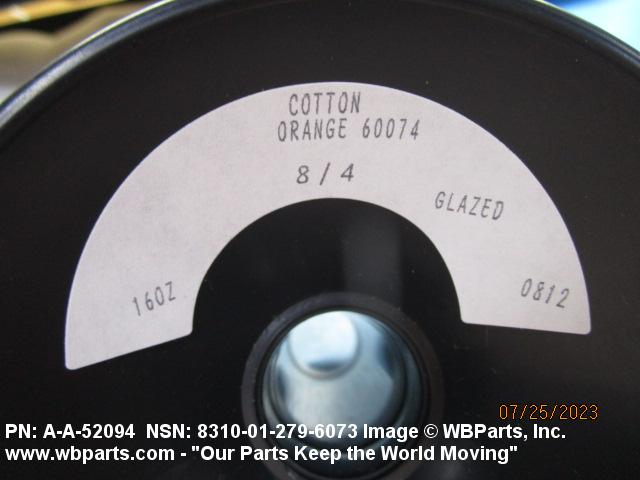 COTTON
ORANGE 60074
8/4
GLAZED
16OZ
0812
07/25/2023
PN: A-A-52094 NSN: 8310-01-279-6073 Image © WBParts, Inc.
www.wbparts.com - "Our Parts Keep the World Moving"